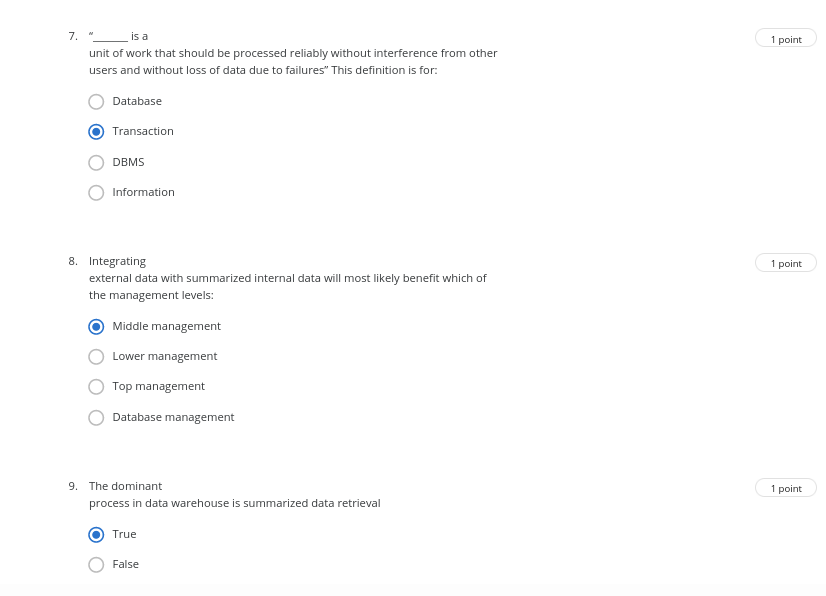 7. “______ is a
1 point
unit of work that should be processed reliably without interference from other
users and without loss of data due to failures” This definition is for:
Database
Transaction
DBMS
Information
8. Integrating
1 point
external data with summarized internal data will most likely benefit which of
the management levels:
Middle management
Lower management
Top management
Database management
9. The dominant
1 point
process in data warehouse is summarized data retrieval
True
False